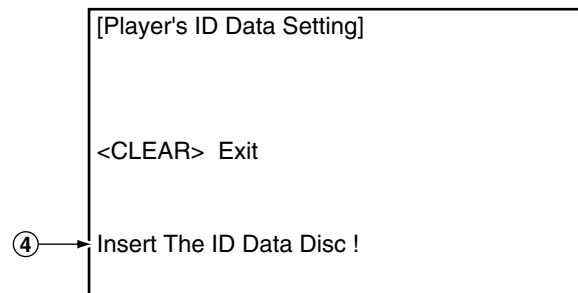 [Player's ID Data Setting]
<CLEAR> Exit
④ Insert The ID Data Disc !